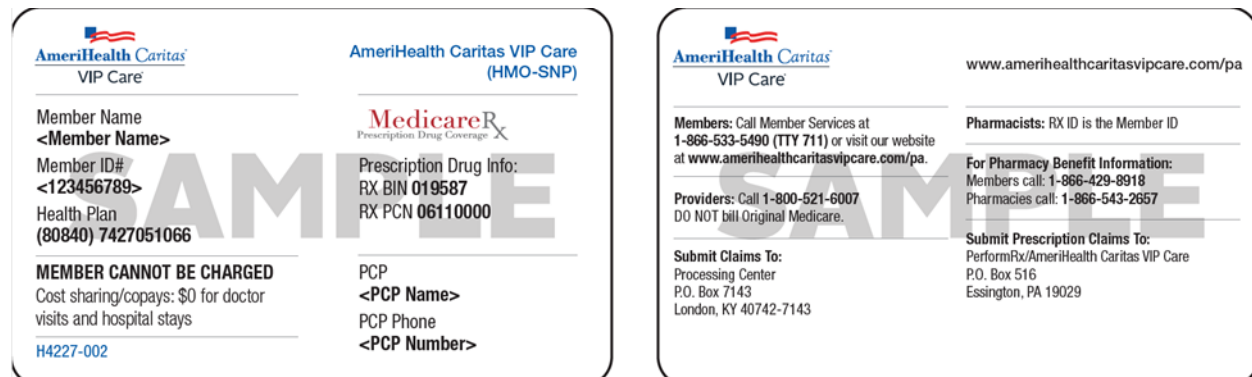 AmeriHealth Caritas
VIP Care
AmeriHealth Caritas VIP Care
(HMO-SNP)
Member Name
<Member Name>
Member ID#
<123456789>
Health Plan
(80840) 7427051066
MedicareRx
Prescription Drug Coverage
Prescription Drug Info:
RX BIN 019587
RX PCN 06110000
SAMPLE
MEMBER CANNOT BE CHARGED
Cost sharing/copays: $0 for doctor
visits and hospital stays
H4227-002
PCP
<PCP Name>
PCP Phone
<PCP Number>
AmeriHealth Caritas
VIP Care
www.amerihealthcaritasvipcare.com/pa
Members: Call Member Services at
1-866-533-5490 (TTY 711) or visit our website
at www.amerihealthcaritasvipcare.com/pa.
Providers: Call 1-800-521-6007
DO NOT bill Original Medicare.
Submit Claims To:
Processing Center
P.O. Box 7143
London, KY 40742-7143
Pharmacists: RX ID is the Member ID
For Pharmacy Benefit Information:
Members call: 1-866-429-8918
Pharmacies call: 1-866-543-2657
Submit Prescription Claims To:
PerformRx/AmeriHealth Caritas VIP Care
P.O. Box 516
Essington, PA 19029
SAMPLE